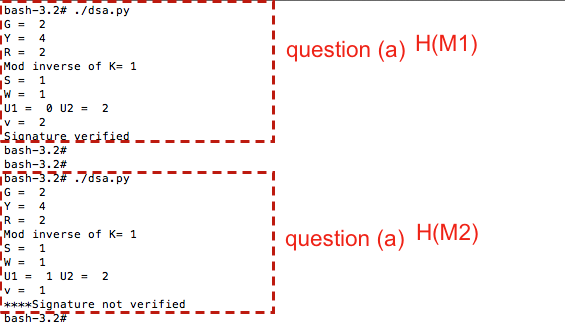 bash-3.2# ./dsa.py
G =  2
Y =  4
R =  2
Mod inverse of K= 1
S =  1
W =  1
U1 =  0 U2 =  2
v =  2
Signature verified
bash-3.2#
bash-3.2#
bash-3.2# ./dsa.py
G =  2
Y =  4
R =  2
Mod inverse of K= 1
S =  1
W =  1
U1 =  1 U2 =  2
v =  1
****Signature not verified
bash-3.2#
question (a) H(M1)
question (a) H(M2)